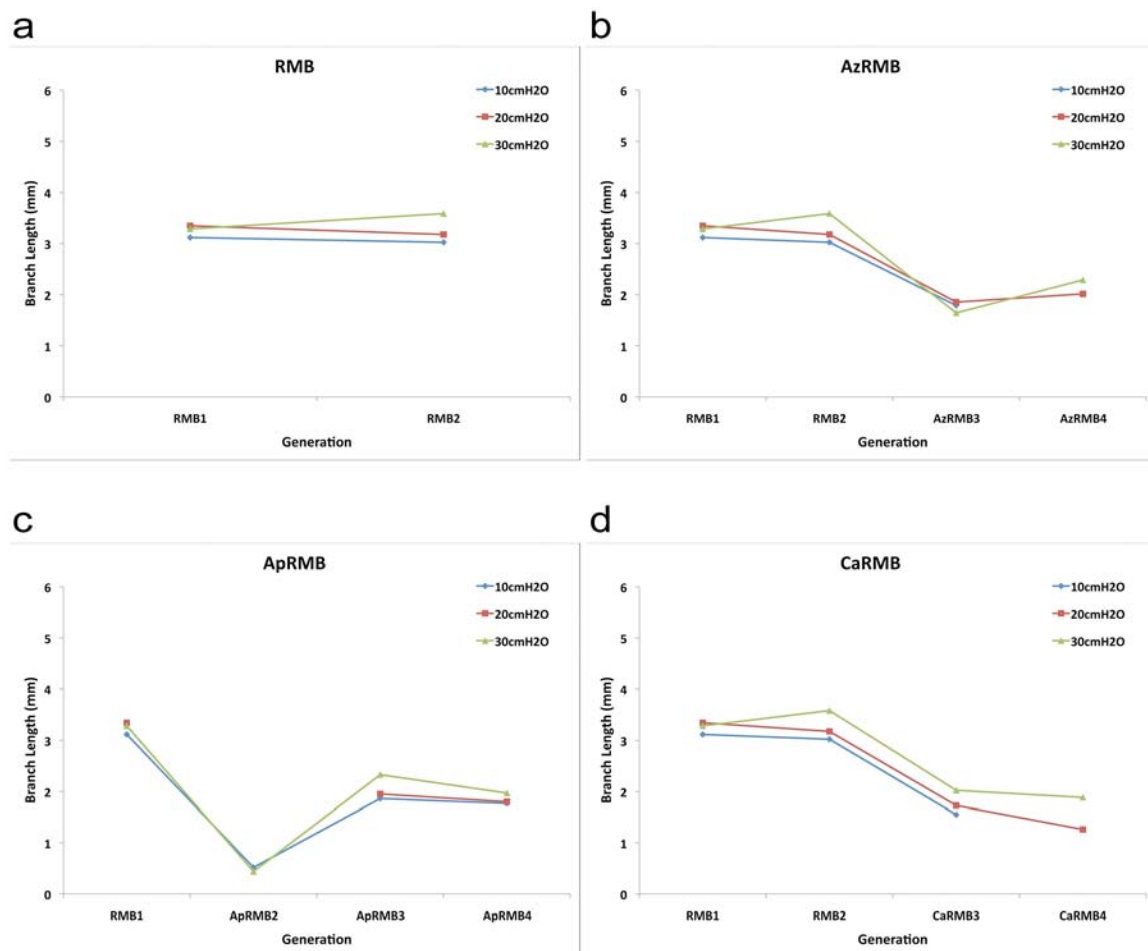 a
RMB
10cmH2O
20cmH2O
30cmH2O
Branch Length (mm)
6
5
4
3
2
1
0
RMB1 RMB2
Generation
b
AzRMB
10cmH2O
20cmH2O
30cmH2O
Branch Length (mm)
6
5
4
3
2
1
0
RMB1 RMB2 AzRMB3 AzRMB4
Generation
c
ApRMB
10cmH2O
20cmH2O
30cmH2O
Branch Length (mm)
6
5
4
3
2
1
0
RMB1 ApRMB2 ApRMB3 ApRMB4
Generation
d
CaRMB
10cmH2O
20cmH2O
30cmH2O
Branch Length (mm)
6
5
4
3
2
1
0
RMB1 RMB2 CaRMB3 CaRMB4
Generation